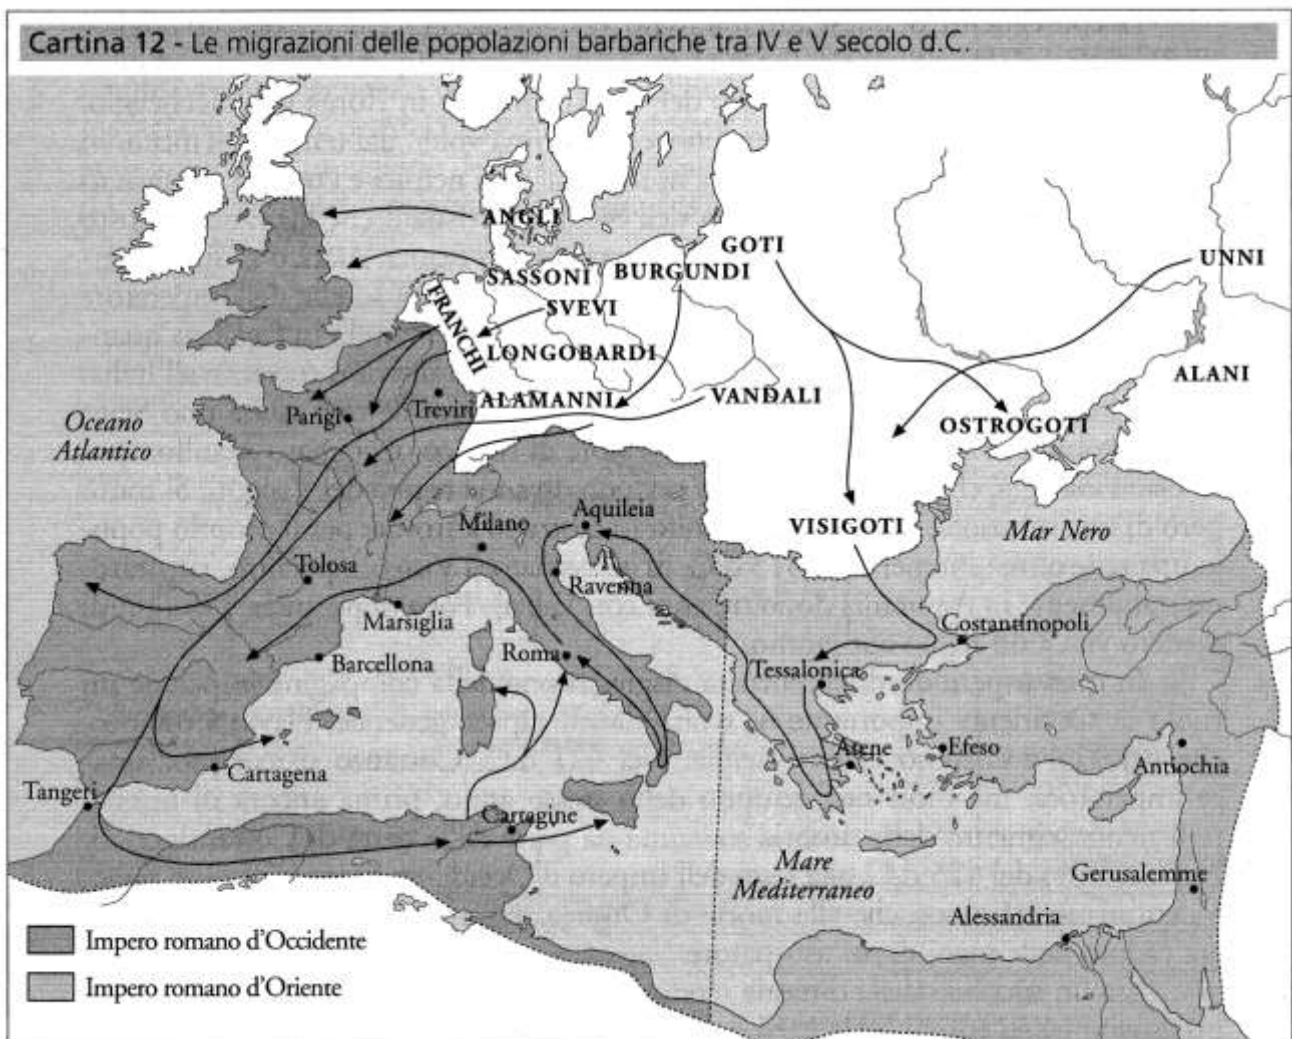 Cartina 12 - Le migrazioni delle popolazioni barbariche tra IV e V secolo d.C.
ANGLI
GOTI
UNNI
SASSONI
BURGUNDI
FRANCHI
SVEVI
LONGOBARDI
ALANI
ALAMANNI
VANDALI
Oceano
Atlantico
Parigi
Treviri
OSTROGOTI
Milano
Aquileia
VISIGOTI
Mar Nero
Tolosa
Ravenna
Marsiglia
Costantinopoli
Barcellona
Roma
Tessalonica
Cartagena
Atene
Efeso
Antiochia
Tangeri
Cartagine
Mare
Mediterraneo
Gerusalemme
Alessandria
Impero romano d'Occidente
Impero romano d'Oriente